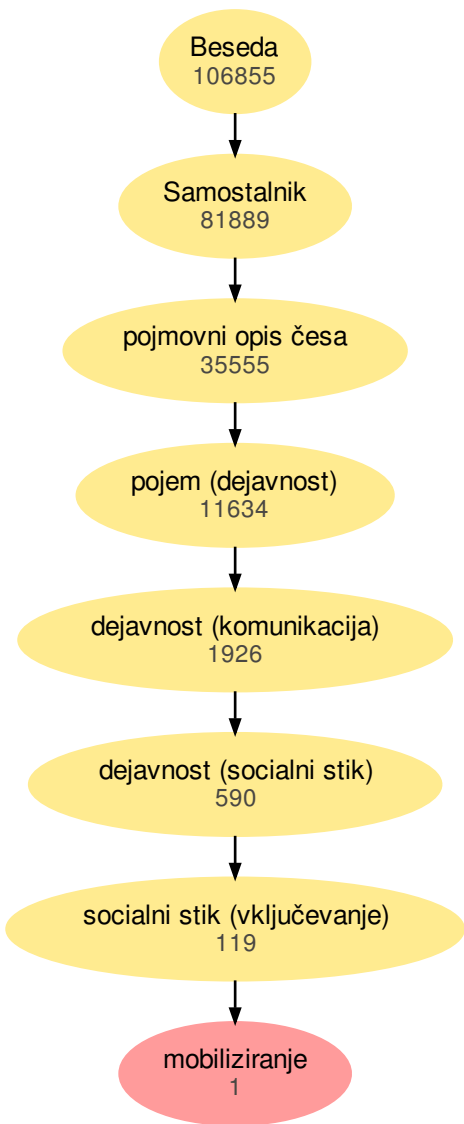 Beseda
106855
Samostalnik
81889
pojmovni opis česa
35555
pojem (dejavnost)
11634
dejavnost (komunikacija)
1926
dejavnost (socialni stik)
590
socialni stik (vključevanje)
119
mobiliziranje
1